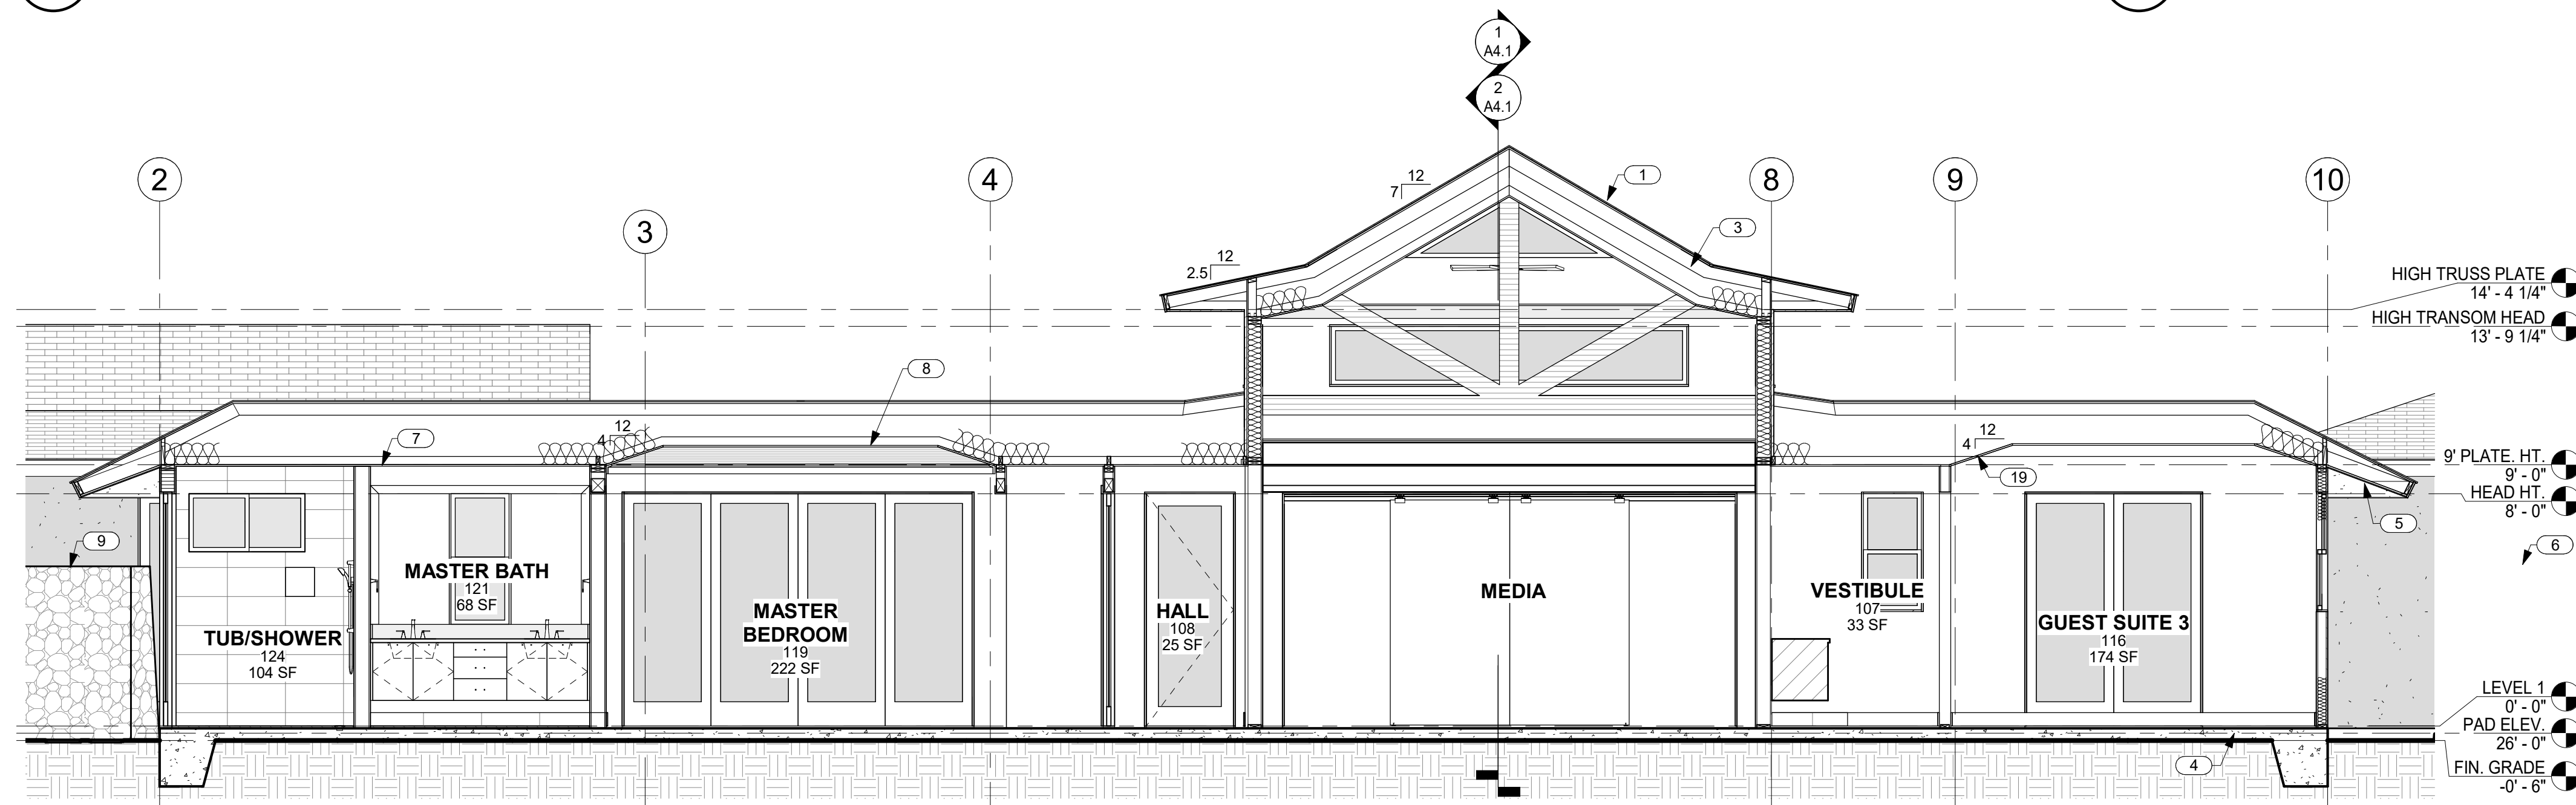 1
A4.1
2
A4.1
2
3
4
8
9
10
12
7
1
3
12
2.5
HIGH TRUSS PLATE
14' - 4 1/4"
HIGH TRANSOM HEAD
13' - 9 1/4"
8
7
12
4
12
4
19
9' PLATE. HT.
9' - 0"
HEAD HT.
8' - 0"
5
9
6
MASTER BATH
121
68 SF
TUB/SHOWER
124
104 SF
MASTER
BEDROOM
119
222 SF
HALL
108
25 SF
MEDIA
VESTIBULE
107
33 SF
GUEST SUITE 3
116
174 SF
LEVEL 1
0' - 0"
PAD ELEV.
26' - 0"
4
FIN. GRADE
-0' - 6"